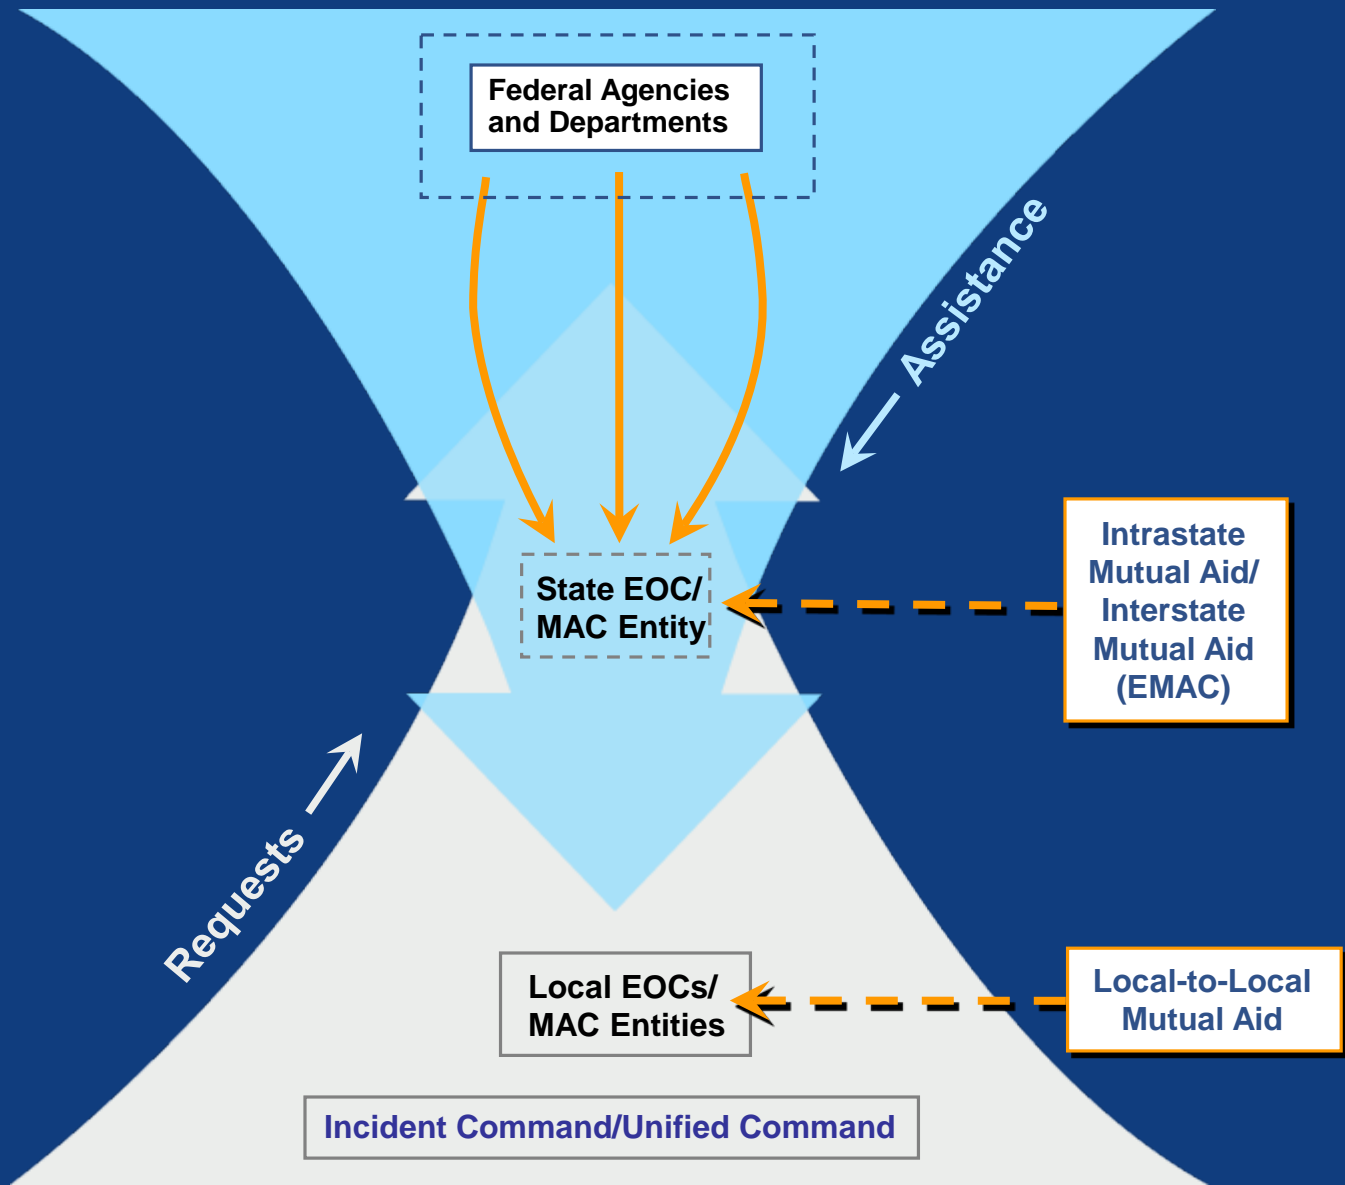 Federal Agencies
and Departments
Assistance
State EOC/
MAC Entity
Intrastate
Mutual Aid/
Interstate
Mutual Aid
(EMAC)
Requests
Local EOCs/
MAC Entities
Local-to-Local
Mutual Aid
Incident Command/Unified Command